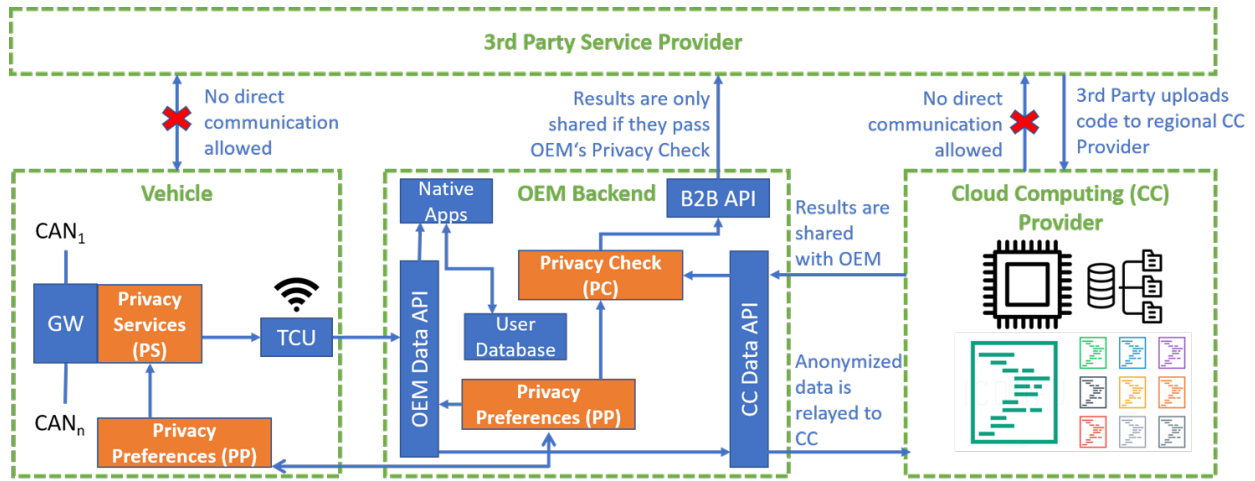 3rd Party Service Provider
No direct
communication
allowed
Results are only
shared if they pass
OEM‘s Privacy Check
No direct
communication
allowed
3rd Party uploads
code to regional CC
Provider
Vehicle
CAN1
GW
Privacy
Services
(PS)
TCU
CANn
Privacy
Preferences (PP)
OEM Backend
Native
Apps
B2B API
Privacy Check
(PC)
OEM Data API
User
Database
CC Data API
Privacy
Preferences (PP)
Results are
shared
with OEM
Anonymized
data is
relayed to
CC
Cloud Computing (CC)
Provider